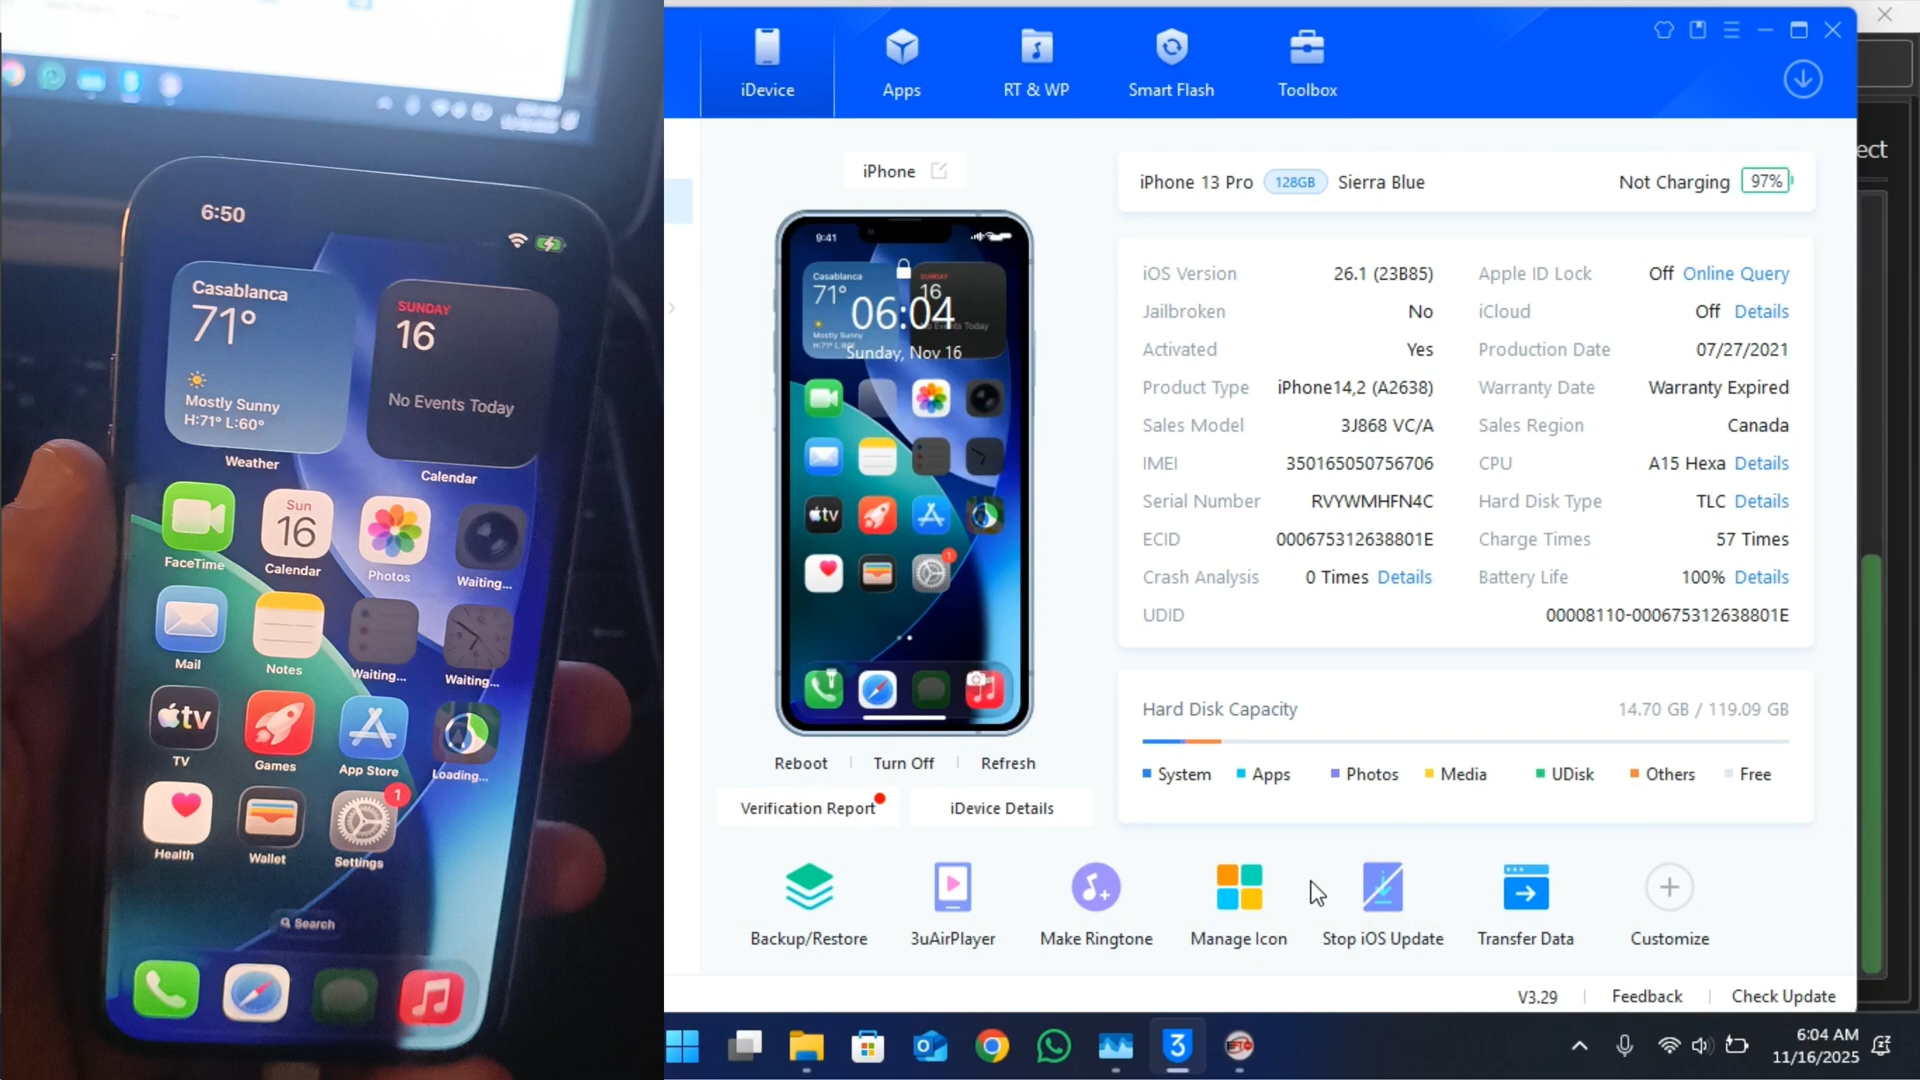 6:50
Casablanca
71°
Mostly Sunny
H:71° L:60°
Weather
SUNDAY
16
No Events Today
Calendar
FaceTime
Sun
16
Calendar
Photos
Waiting...
Mail
Notes
Waiting...
Waiting...
tv
TV
Games
App Store
Loading...
Health
Wallet
1
Settings
Search
iDevice
Apps
RT & WP
Smart Flash
Toolbox
ect
iPhone
9:41
Casablanca
71°
Mostly Sunny
SUNDAY
16
06:04
Sunday, Nov 16
tv
1
Reboot
Turn Off
Refresh
Verification Report
iDevice Details
iPhone 13 Pro 128GB Sierra Blue Not Charging 97%
iOS Version 26.1 (23B85) Apple ID Lock Off Online Query
Jailbroken No iCloud Off Details
Activated Yes Production Date 07/27/2021
Product Type iPhone14,2 (A2638) Warranty Date Warranty Expired
Sales Model 3J868 VC/A Sales Region Canada
IMEI 350165050756706 CPU A15 Hexa Details
Serial Number RVYWMHFN4C Hard Disk Type TLC Details
ECID 000675312638801E Charge Times 57 Times
Crash Analysis 0 Times Details Battery Life 100% Details
UDID 00008110-000675312638801E
Hard Disk Capacity 14.70 GB / 119.09 GB
System Apps Photos Media UDisk Others Free
Backup/Restore
3uAirPlayer
Make Ringtone
Manage Icon
Stop iOS Update
Transfer Data
Customize
V3.29
Feedback
Check Update
6:04 AM
11/16/2025